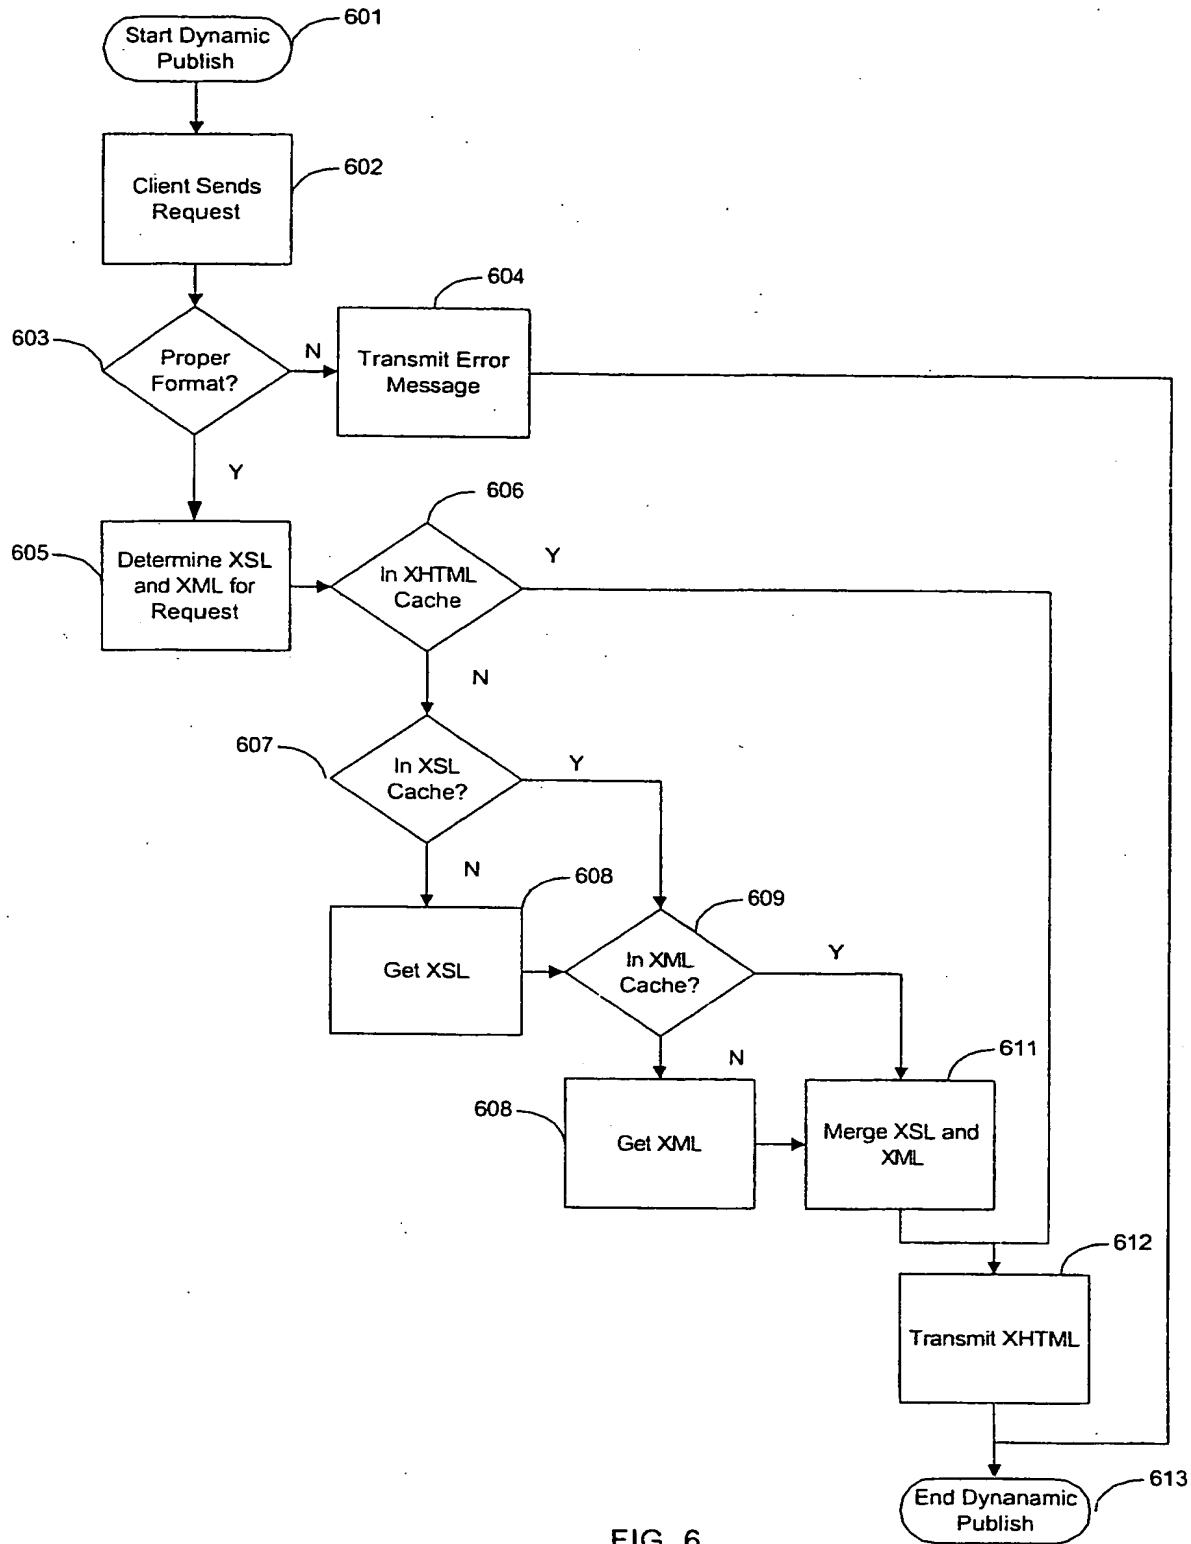 601
Start Dynamic
Publish
602
Client Sends
Request
603
Proper
Format?
N
604
Transmit Error
Message
Y
605
Determine XSL
and XML for
Request
606
In XHTML
Cache
Y
N
607
In XSL
Cache?
Y
N
608
Get XSL
609
In XML
Cache?
Y
N
608
Get XML
611
Merge XSL and
XML
612
Transmit XHTML
613
End Dynanamic
Publish
FIG. 6